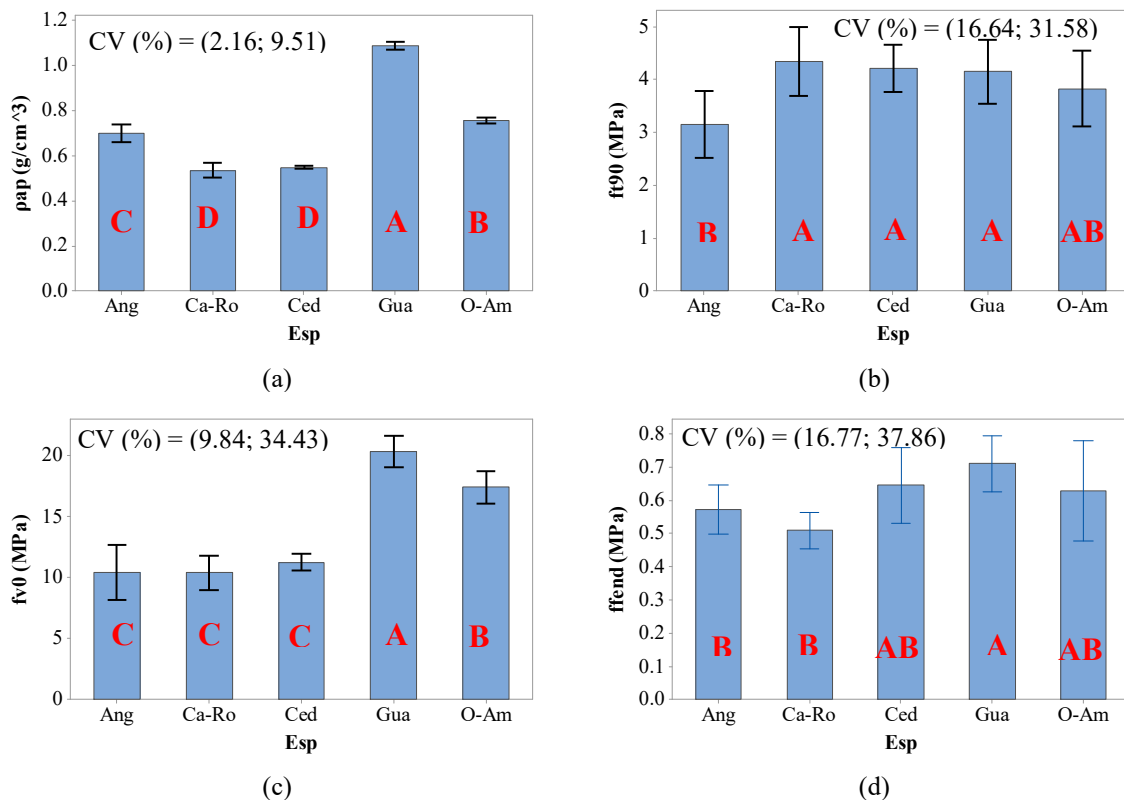 CV (%) = (2.16; 9.51)
ρap (g/cm^3)
1.2
1.0
0.8
0.6
0.4
0.2
0.0
C D D A B
Ang Ca-Ro Ced Gua O-Am
Esp
(a)
CV (%) = (16.64; 31.58)
ft90 (MPa)
5
4
3
2
1
0
B A A A AB
Ang Ca-Ro Ced Gua O-Am
Esp
(b)
CV (%) = (9.84; 34.43)
fv0 (MPa)
20
15
10
5
0
C C C A B
Ang Ca-Ro Ced Gua O-Am
Esp
(c)
CV (%) = (16.77; 37.86)
ffend (MPa)
0.8
0.7
0.6
0.5
0.4
0.3
0.2
0.1
0.0
B B AB A AB
Ang Ca-Ro Ced Gua O-Am
Esp
(d)